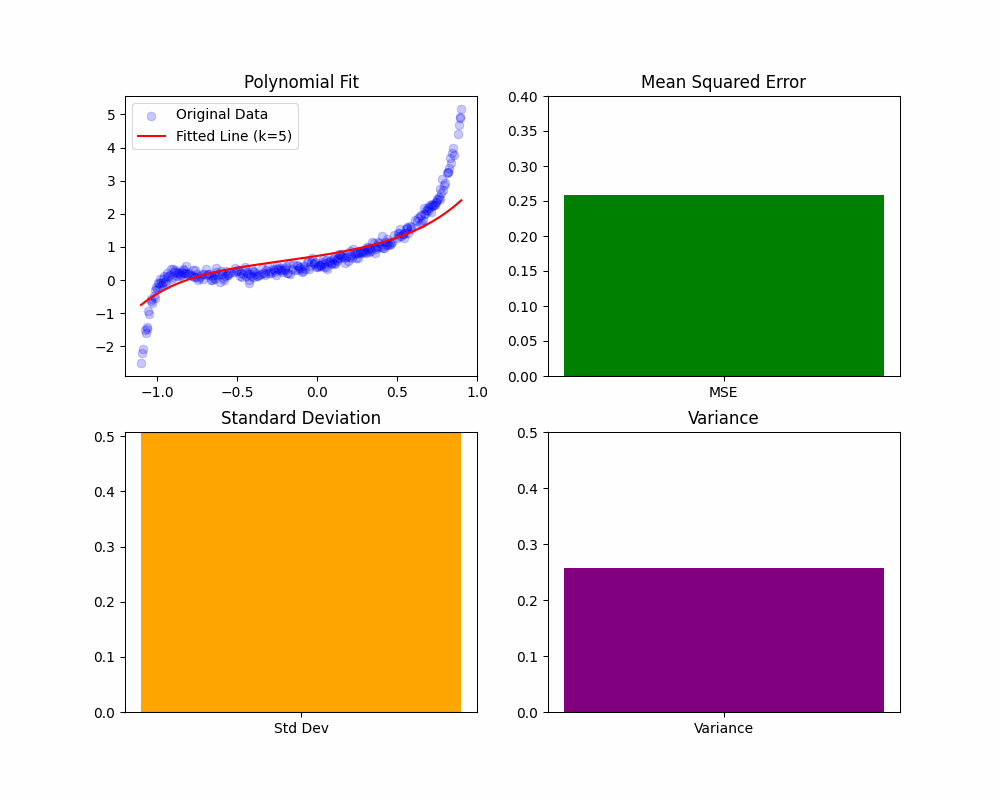 Polynomial Fit
Original Data
Fitted Line (k=5)
5
4
3
2
1
0
−1
−2
−1.0 −0.5 0.0 0.5 1.0
Mean Squared Error
0.40
0.35
0.30
0.25
0.20
0.15
0.10
0.05
0.00
MSE
Standard Deviation
0.5
0.4
0.3
0.2
0.1
0.0
Std Dev
Variance
0.5
0.4
0.3
0.2
0.1
0.0
Variance